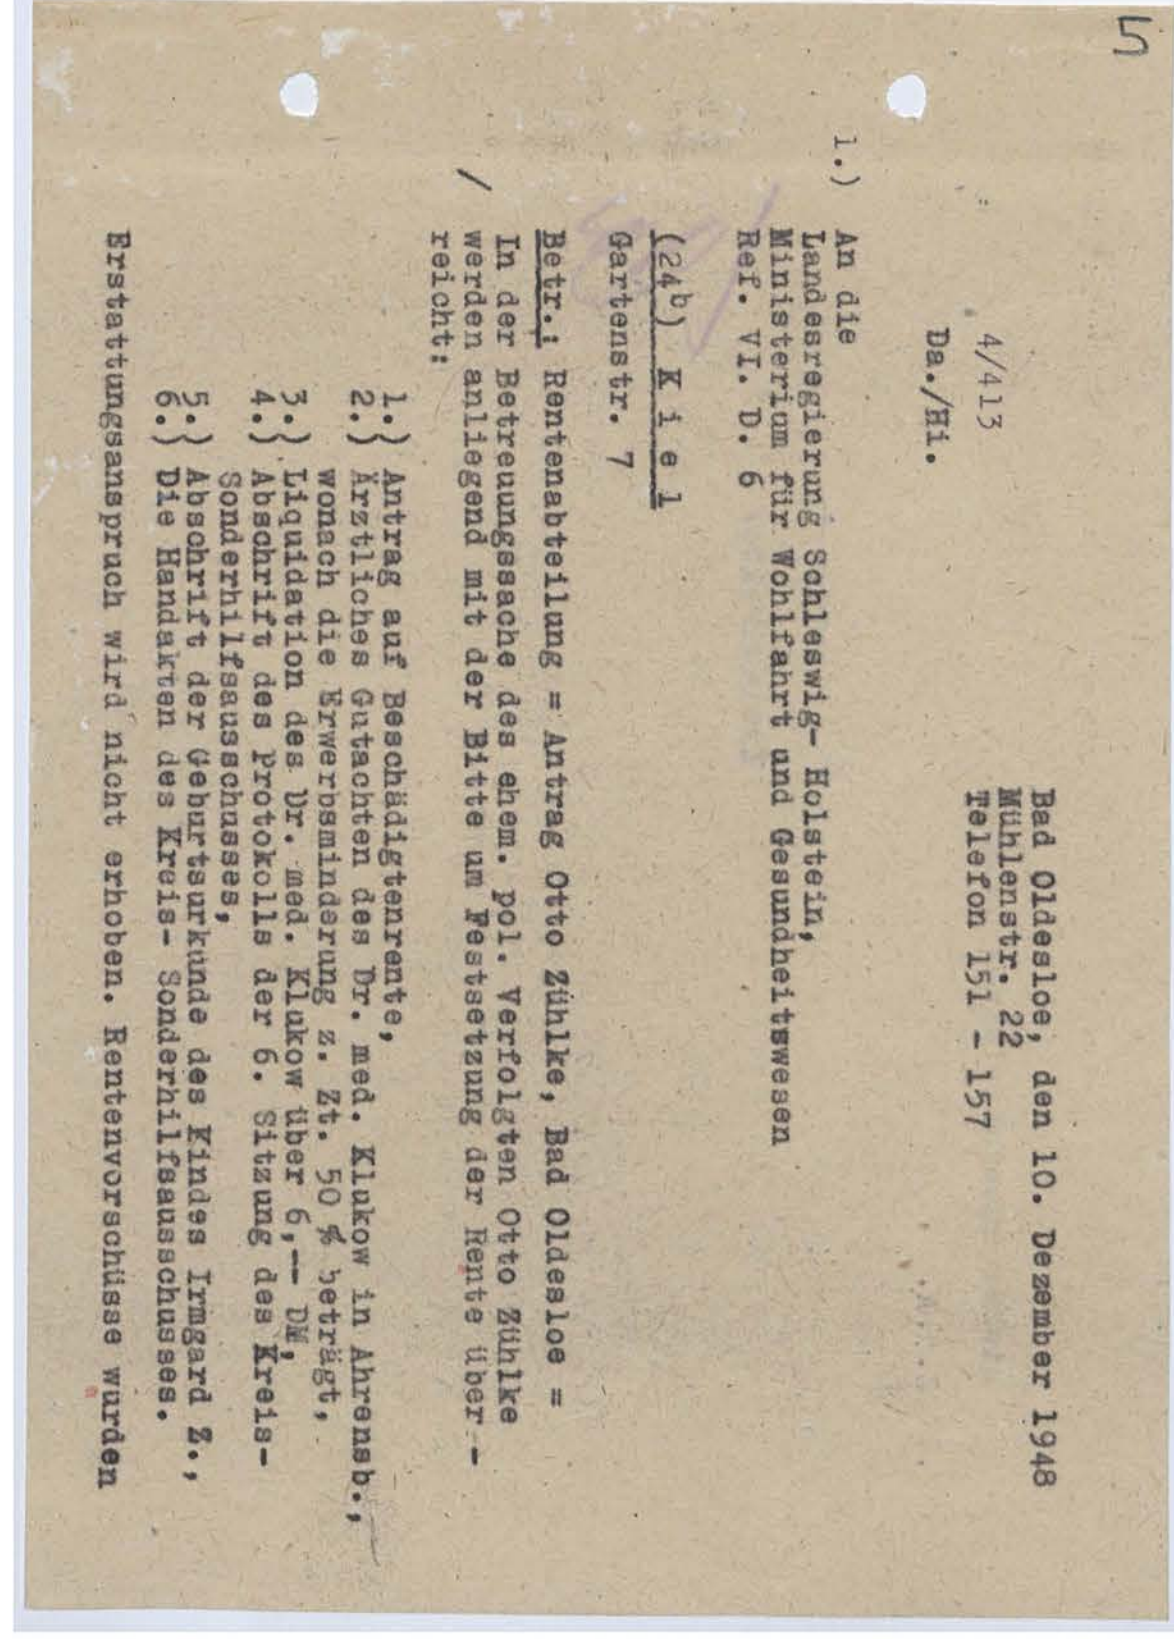 5
Bad Oldesloe, den 10. Dezember 1948
Mühlenstr. 22
Telefon 151 - 157
4/413
Da./Hi.
1.) An die
Landesregierung Schleswig- Holstein,
Ministerium für Wohlfahrt und Gesundheitswesen
Ref. VI. D. 6
(24b) K i e l
Gartenstr. 7
Betr.: Rentenabteilung = Antrag Otto Zühlke, Bad Oldesloe =
In der Betreuungssache des ehem. pol. Verfolgten Otto Zühlke
/ werden anliegend mit der Bitte um Festsetzung der Rente über -
reicht:
1.) Antrag auf Beschädigtenrente,
2.) Ärztliches Gutachten des Dr. med. Klukow in Ahrensb.,
wonach die Erwerbsminderung z. Zt. 50 % beträgt,
3.) Liquidation des Dr. med. Klukow über 6,-- DM,
4.) Abschrift des Protokolls der 6. Sitzung des Kreis-
Sonderhilfsausschusses,
5.) Abschrift der Geburtsurkunde des Kindes Irmgard Z.,
6.) Die Handakten des Kreis- Sonderhilfsausschusses.
Erstattungsanspruch wird nicht erhoben. Rentenvorschüsse wurden